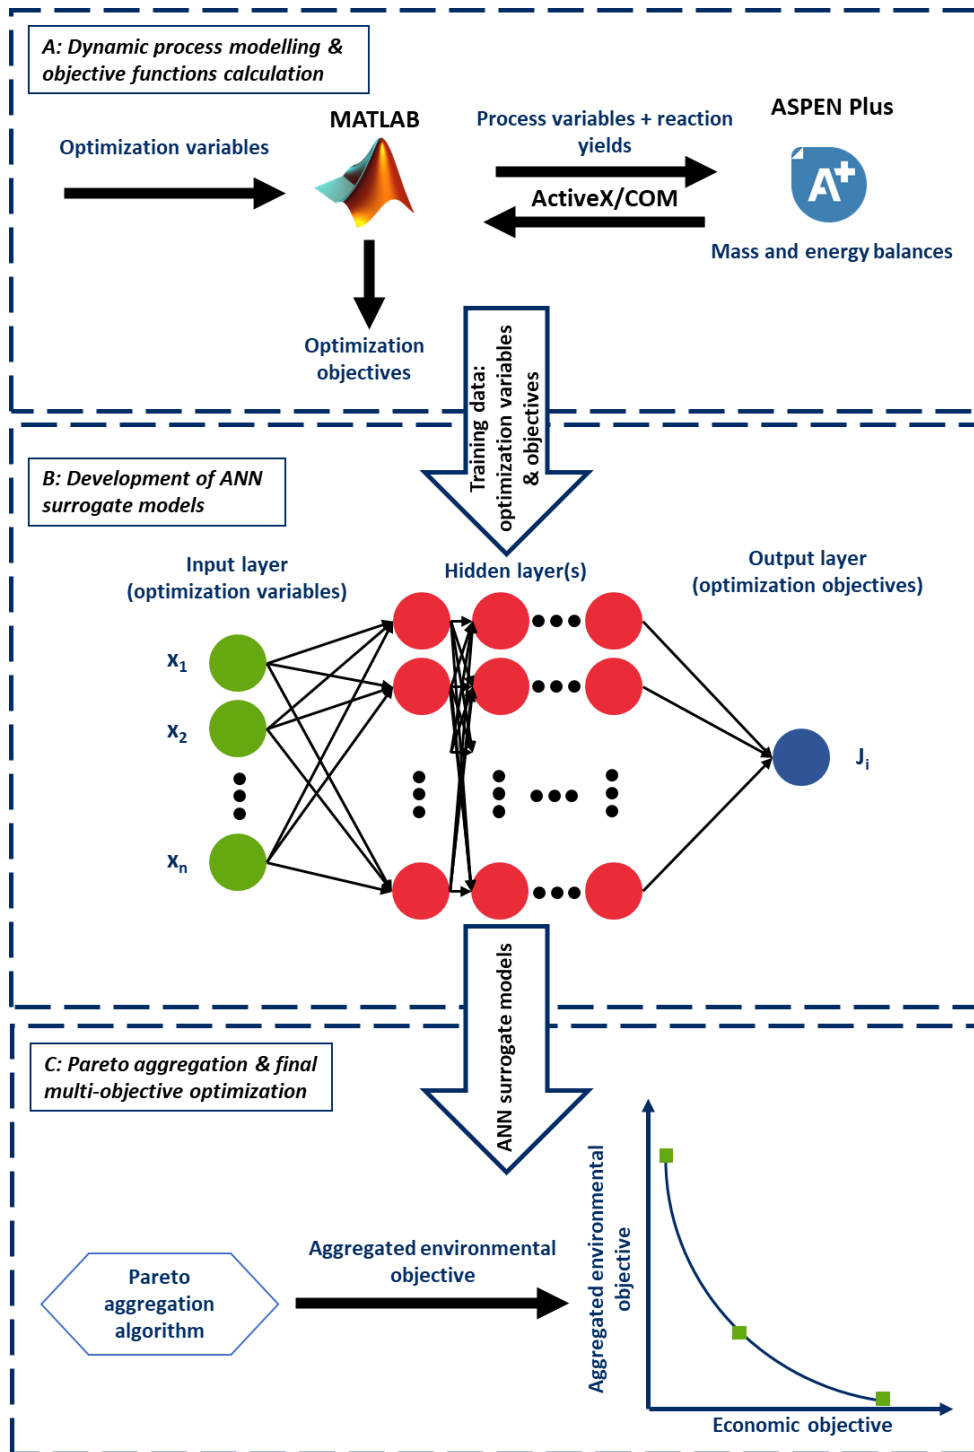 A: Dynamic process modelling &
objective functions calculation
MATLAB
ASPEN Plus
Optimization variables
Process variables + reaction
yields
ActiveX/COM
A+
Mass and energy balances
Optimization
objectives
Training data:
optimization variables
& objectives
B: Development of ANN
surrogate models
Input layer
(optimization variables)
Hidden layer(s)
Output layer
(optimization objectives)
x1
x2
xn
Ji
ANN surrogate models
C: Pareto aggregation & final
multi-objective optimization
Pareto
aggregation
algorithm
Aggregated environmental
objective
Aggregated environmental
objective
Economic objective